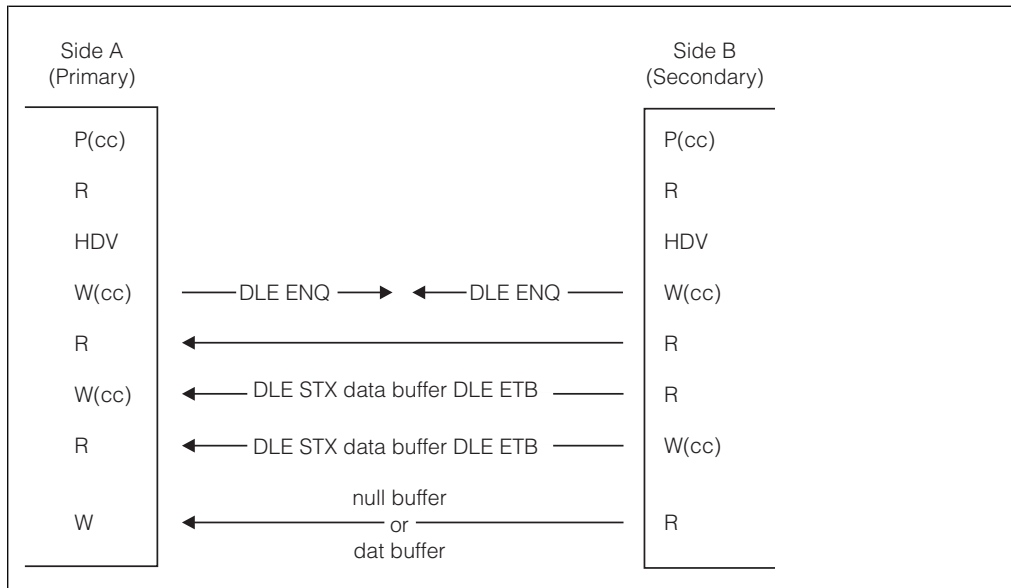 Side A
(Primary)
Side B
(Secondary)
P(cc)
P(cc)
R
R
HDV
HDV
W(cc)
DLE ENQ
DLE ENQ
W(cc)
R
R
W(cc)
DLE STX data buffer DLE ETB
R
R
DLE STX data buffer DLE ETB
W(cc)
null buffer
W
or
R
dat buffer